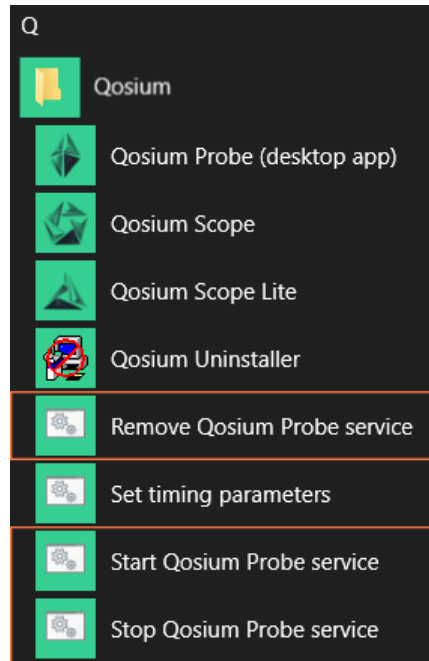 Q
Qosium
Qosium Probe (desktop app)
Qosium Scope
Qosium Scope Lite
Qosium Uninstaller
Remove Qosium Probe service
Set timing parameters
Start Qosium Probe service
Stop Qosium Probe service